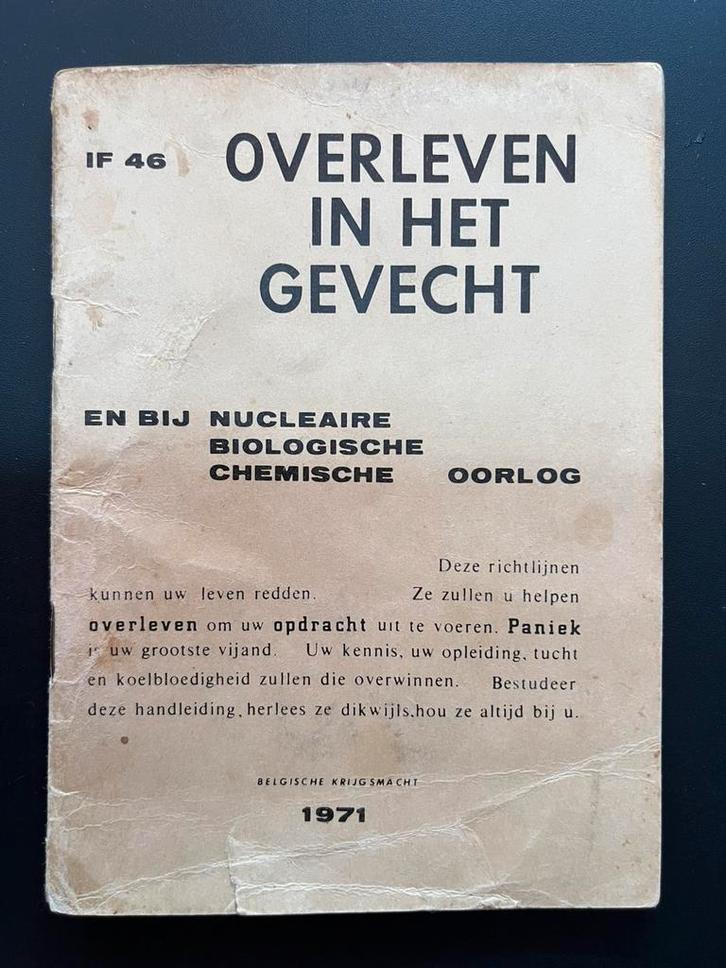 IF 46
OVERLEVEN
IN HET
GEVECHT
EN BIJ NUCLEAIRE
BIOLOGISCHE
CHEMISCHE OORLOG
Deze richtlijnen
kunnen uw leven redden. Ze zullen u helpen
overleven om uw opdracht uit te voeren. Paniek
is uw grootste vijand. Uw kennis, uw opleiding, tucht
en koelbloedigheid zullen die overwinnen. Bestudeer
deze handleiding, herlees ze dikwijls, hou ze altijd bij u.
BELGISCHE KRIJGSMACHT
1971